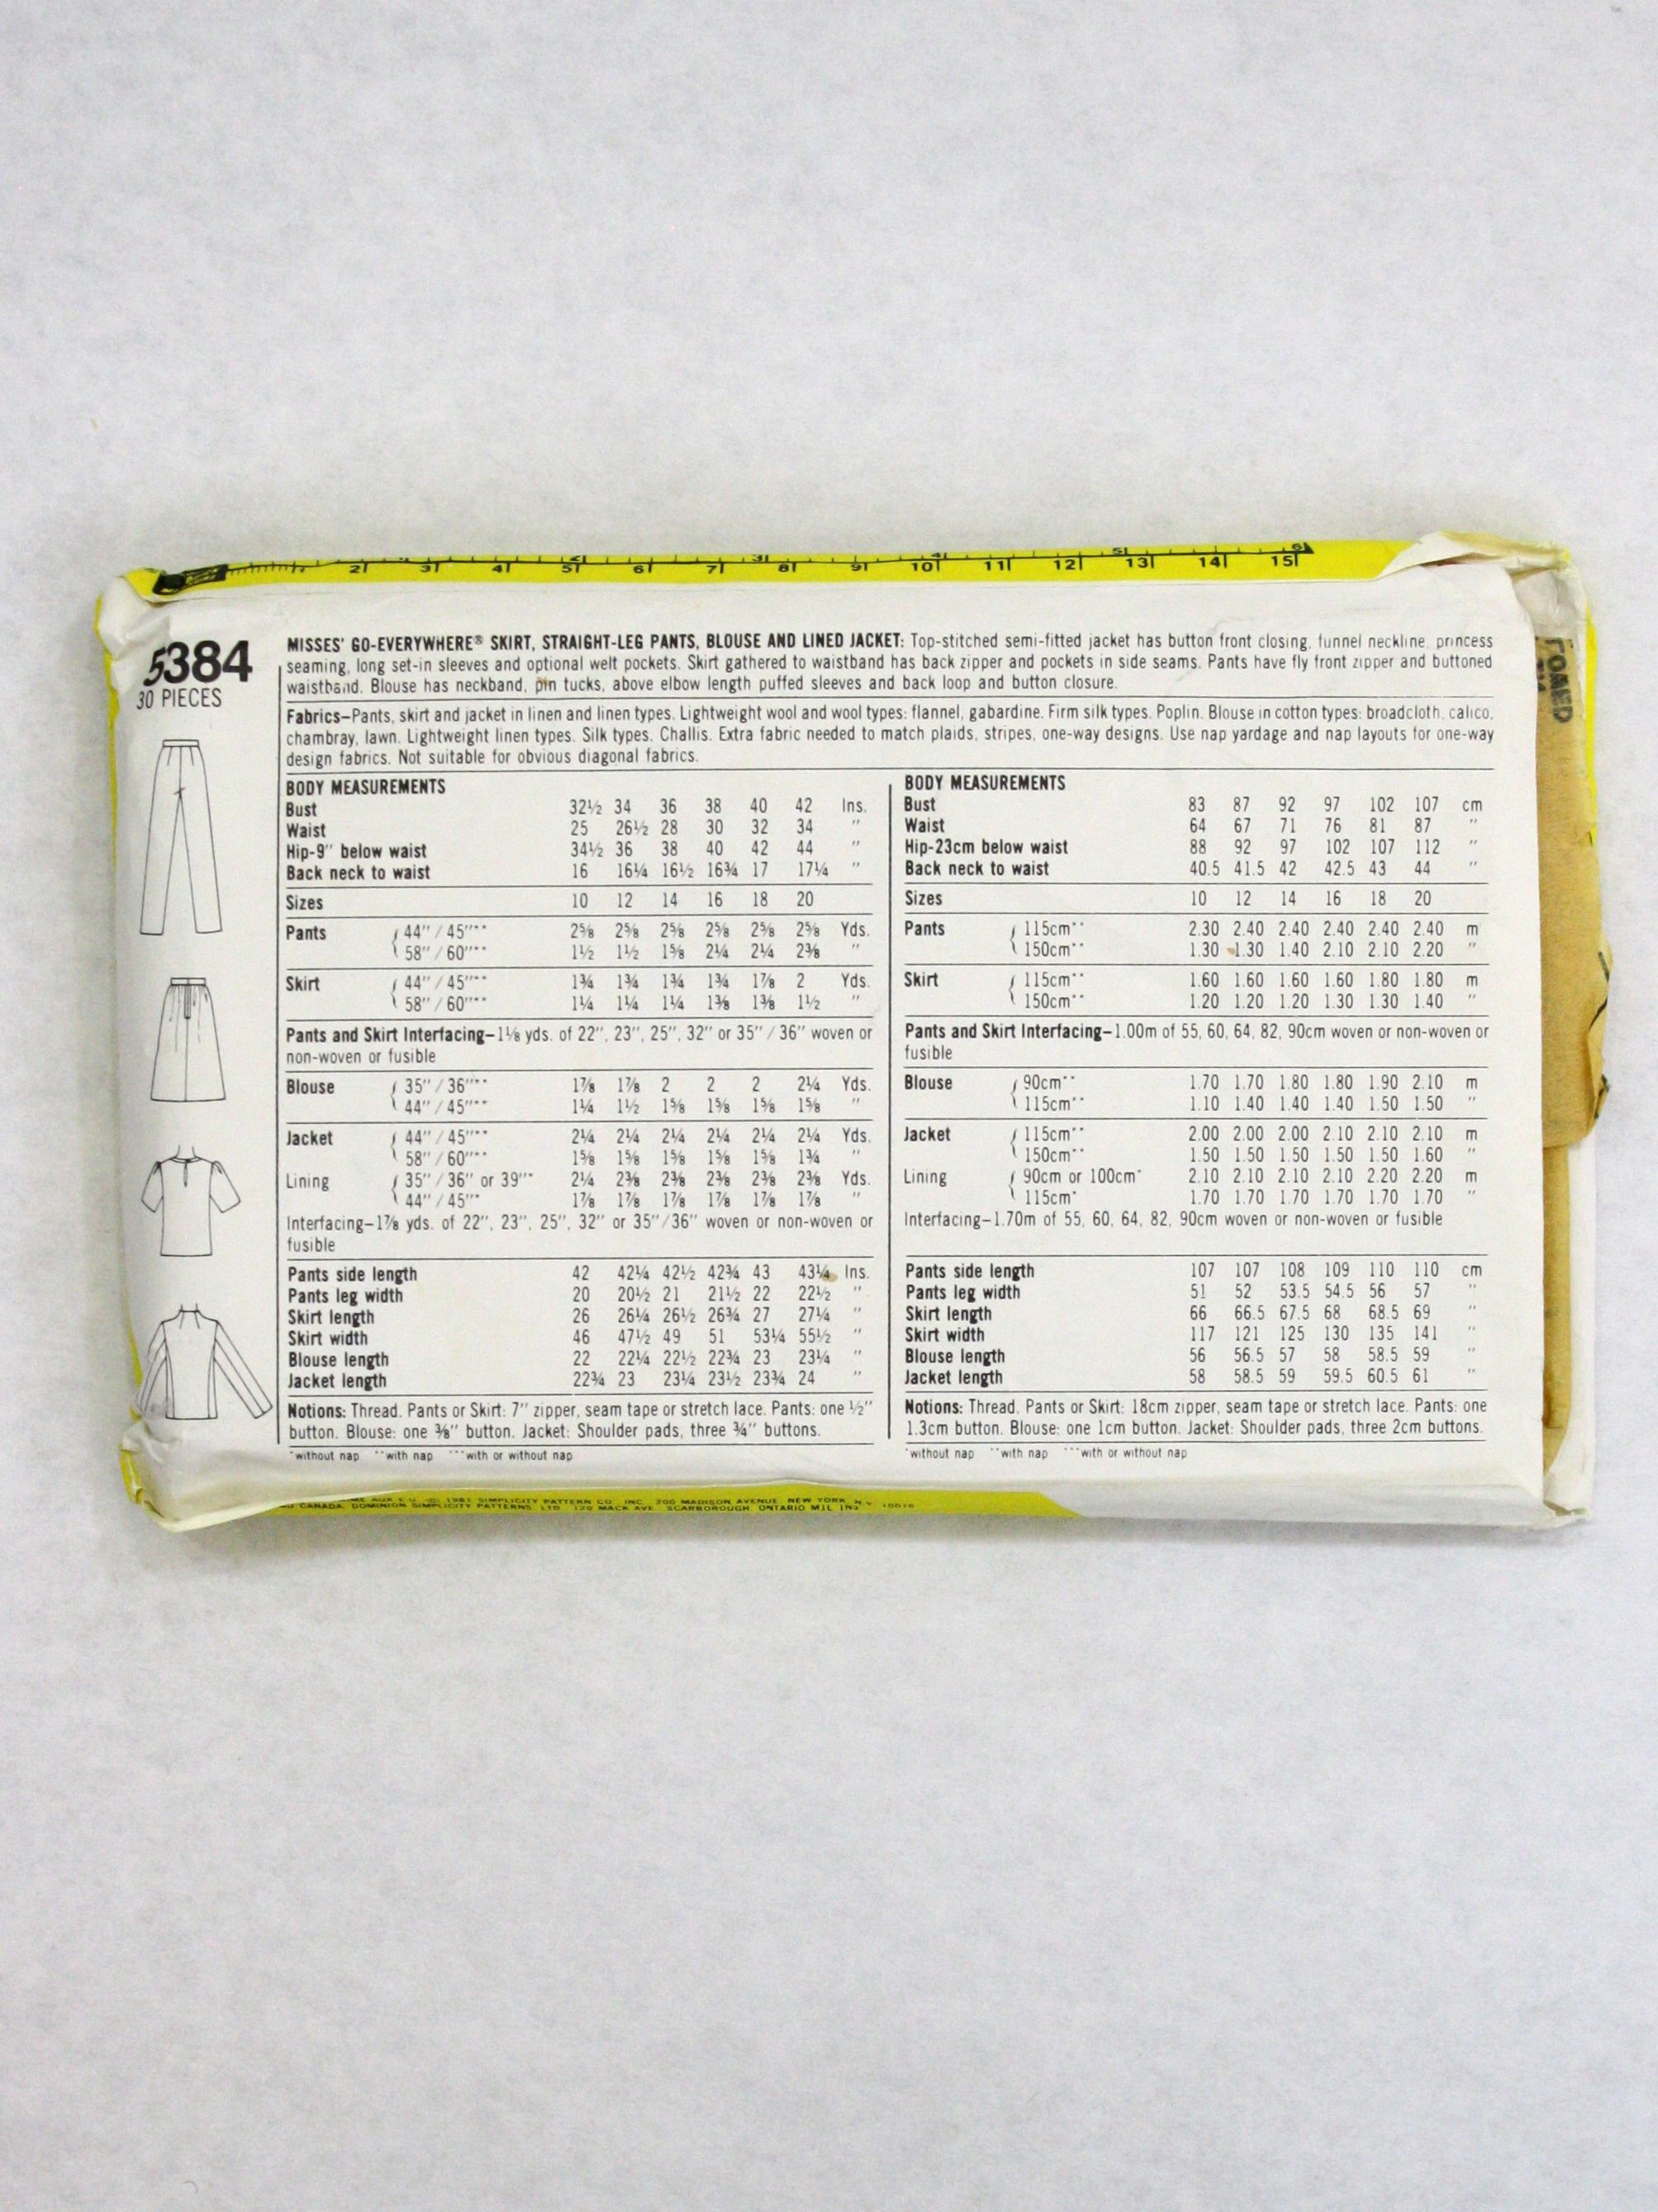 2 3 4 5 6 7 8 9 10 11 12 13 14 15
5384
30 PIECES
MISSES' GO-EVERYWHERE® SKIRT, STRAIGHT-LEG PANTS, BLOUSE AND LINED JACKET: Top-stitched semi-fitted jacket has button front closing, funnel neckline, princess
seaming, long set-in sleeves and optional welt pockets. Skirt gathered to waistband has back zipper and pockets in side seams. Pants have fly front zipper and buttoned
waistband. Blouse has neckband, pin tucks, above elbow length puffed sleeves and back loop and button closure.
Fabrics–Pants, skirt and jacket in linen and linen types. Lightweight wool and wool types: flannel, gabardine. Firm silk types. Poplin. Blouse in cotton types: broadcloth, calico,
chambray, lawn. Lightweight linen types. Silk types. Challis. Extra fabric needed to match plaids, stripes, one-way designs. Use nap yardage and nap layouts for one-way
design fabrics. Not suitable for obvious diagonal fabrics.
BODY MEASUREMENTS
Bust 32½ 34 36 38 40 42 Ins.
Waist 25 26½ 28 30 32 34 "
Hip-9" below waist 34½ 36 38 40 42 44 "
Back neck to waist 16 16¼ 16½ 16¾ 17 17¼ "
Sizes 10 12 14 16 18 20
Pants 44"/45"** 2⅝ 2⅝ 2⅝ 2⅝ 2⅝ 2⅝ Yds.
58"/60"** 1½ 1½ 1⅝ 2¼ 2¼ 2⅜ "
Skirt 44"/45"** 1¾ 1¾ 1¾ 1¾ 1⅞ 2 Yds.
58"/60"** 1¼ 1¼ 1¼ 1⅜ 1⅜ 1½ "
Pants and Skirt Interfacing–1⅛ yds. of 22", 23", 25", 32" or 35"/36" woven or
non-woven or fusible
Blouse 35"/36"** 1⅞ 1⅞ 2 2 2 2¼ Yds.
44"/45"** 1¼ 1½ 1⅝ 1⅝ 1⅝ 1⅝ "
Jacket 44"/45"** 2¼ 2¼ 2¼ 2¼ 2¼ 2¼ Yds.
58"/60"** 1⅝ 1⅝ 1⅝ 1⅝ 1⅝ 1¾ "
Lining 35"/36" or 39"* 2¼ 2⅜ 2⅜ 2⅜ 2⅜ 2⅜ Yds.
44"/45"* 1⅞ 1⅞ 1⅞ 1⅞ 1⅞ 1⅞ "
Interfacing–1⅞ yds. of 22", 23", 25", 32" or 35"/36" woven or non-woven or
fusible
Pants side length 42 42¼ 42½ 42¾ 43 43¼ Ins.
Pants leg width 20 20½ 21 21½ 22 22½ "
Skirt length 26 26¼ 26½ 26¾ 27 27¼ "
Skirt width 46 47½ 49 51 53¼ 55½ "
Blouse length 22 22¼ 22½ 22¾ 23 23¼ "
Jacket length 22¾ 23 23¼ 23½ 23¾ 24 "
Notions: Thread. Pants or Skirt: 7" zipper, seam tape or stretch lace. Pants: one ½"
button. Blouse: one ⅜" button. Jacket: Shoulder pads, three ¾" buttons.
*without nap **with nap ***with or without nap
BODY MEASUREMENTS
Bust 83 87 92 97 102 107 cm
Waist 64 67 71 76 81 87 "
Hip-23cm below waist 88 92 97 102 107 112 "
Back neck to waist 40.5 41.5 42 42.5 43 44 "
Sizes 10 12 14 16 18 20
Pants 115cm** 2.30 2.40 2.40 2.40 2.40 2.40 m
150cm** 1.30 1.30 1.40 2.10 2.10 2.20 "
Skirt 115cm** 1.60 1.60 1.60 1.60 1.80 1.80 m
150cm** 1.20 1.20 1.20 1.30 1.30 1.40 "
Pants and Skirt Interfacing–1.00m of 55, 60, 64, 82, 90cm woven or non-woven or
fusible
Blouse 90cm** 1.70 1.70 1.80 1.80 1.90 2.10 m
115cm** 1.10 1.40 1.40 1.40 1.50 1.50 "
Jacket 115cm** 2.00 2.00 2.00 2.10 2.10 2.10 m
150cm** 1.50 1.50 1.50 1.50 1.50 1.60 "
Lining 90cm or 100cm* 2.10 2.10 2.10 2.10 2.20 2.20 m
115cm* 1.70 1.70 1.70 1.70 1.70 1.70 "
Interfacing–1.70m of 55, 60, 64, 82, 90cm woven or non-woven or fusible
Pants side length 107 107 108 109 110 110 cm
Pants leg width 51 52 53.5 54.5 56 57 "
Skirt length 66 66.5 67.5 68 68.5 69 "
Skirt width 117 121 125 130 135 141 "
Blouse length 56 56.5 57 58 58.5 59 "
Jacket length 58 58.5 59 59.5 60.5 61 "
Notions: Thread. Pants or Skirt: 18cm zipper, seam tape or stretch lace. Pants: one
1.3cm button. Blouse: one 1cm button. Jacket: Shoulder pads, three 2cm buttons.
*without nap **with nap ***with or without nap
AUX E.U. © SIMPLICITY PATTERN CO. INC. 200 MADISON AVENUE, NEW YORK, N.Y. 10016
CANADA, DOMINION SIMPLICITY PATTERNS, LTD. 120 MACK AVE. SCARBOROUGH, ONTARIO M1L